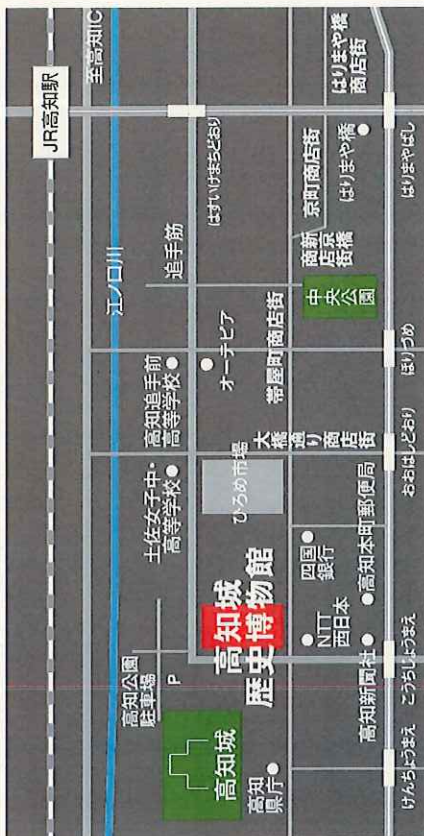 JR高知駅
至高知IC
江ノ口川
はりまや橋
商店街
はりまや橋
京町商店街
新京橋
商店街
中央公園
はすいけまちどおり
追手筋
帯屋町商店街
オーテピア
高知追手前
高等学校
大橋通り商店街
ひろめ市場
土佐女子中・
高等学校
四国
銀行
高知本町郵便局
NTT
西日本
高知新聞社
高知城
歴史博物館
高知公園
駐車場
P
高知城
高知
県庁
はりまやばし
ほりづめ
おおはしどおり
こうちじょうまえ
けんちょうまえ